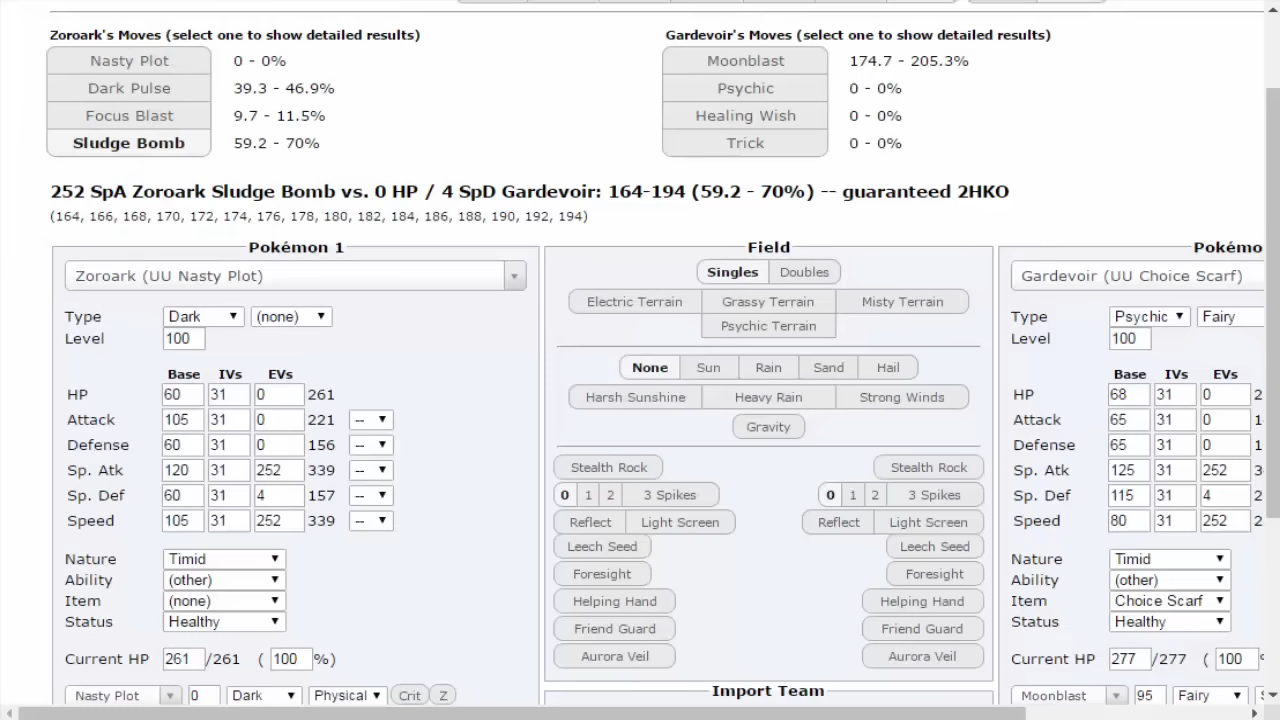 Zoroark's Moves (select one to show detailed results)
Nasty Plot 0 - 0%
Dark Pulse 39.3 - 46.9%
Focus Blast 9.7 - 11.5%
Sludge Bomb 59.2 - 70%
Gardevoir's Moves (select one to show detailed results)
Moonblast 174.7 - 205.3%
Psychic 0 - 0%
Healing Wish 0 - 0%
Trick 0 - 0%
252 SpA Zoroark Sludge Bomb vs. 0 HP / 4 SpD Gardevoir: 164-194 (59.2 - 70%) -- guaranteed 2HKO
(164, 166, 168, 170, 172, 174, 176, 178, 180, 182, 184, 186, 188, 190, 192, 194)
Pokémon 1
Zoroark (UU Nasty Plot)
Type Dark (none)
Level 100
Base IVs EVs
HP 60 31 0 261
Attack 105 31 0 221 --
Defense 60 31 0 156 --
Sp. Atk 120 31 252 339 --
Sp. Def 60 31 4 157 --
Speed 105 31 252 339 --
Nature Timid
Ability (other)
Item (none)
Status Healthy
Current HP 261 /261 ( 100 %)
Nasty Plot 0 Dark Physical Crit Z
Field
Singles Doubles
Electric Terrain Grassy Terrain Misty Terrain
Psychic Terrain
None Sun Rain Sand Hail
Harsh Sunshine Heavy Rain Strong Winds
Gravity
Stealth Rock Stealth Rock
0 1 2 3 Spikes 0 1 2 3 Spikes
Reflect Light Screen Reflect Light Screen
Leech Seed Leech Seed
Foresight Foresight
Helping Hand Helping Hand
Friend Guard Friend Guard
Aurora Veil Aurora Veil
Import Team
Pokémo
Gardevoir (UU Choice Scarf)
Type Psychic Fairy
Level 100
Base IVs EVs
HP 68 31 0 2
Attack 65 31 0 1
Defense 65 31 0 1
Sp. Atk 125 31 252 3
Sp. Def 115 31 4 2
Speed 80 31 252 2
Nature Timid
Ability (other)
Item Choice Scarf
Status Healthy
Current HP 277 /277 ( 100
Moonblast 95 Fairy